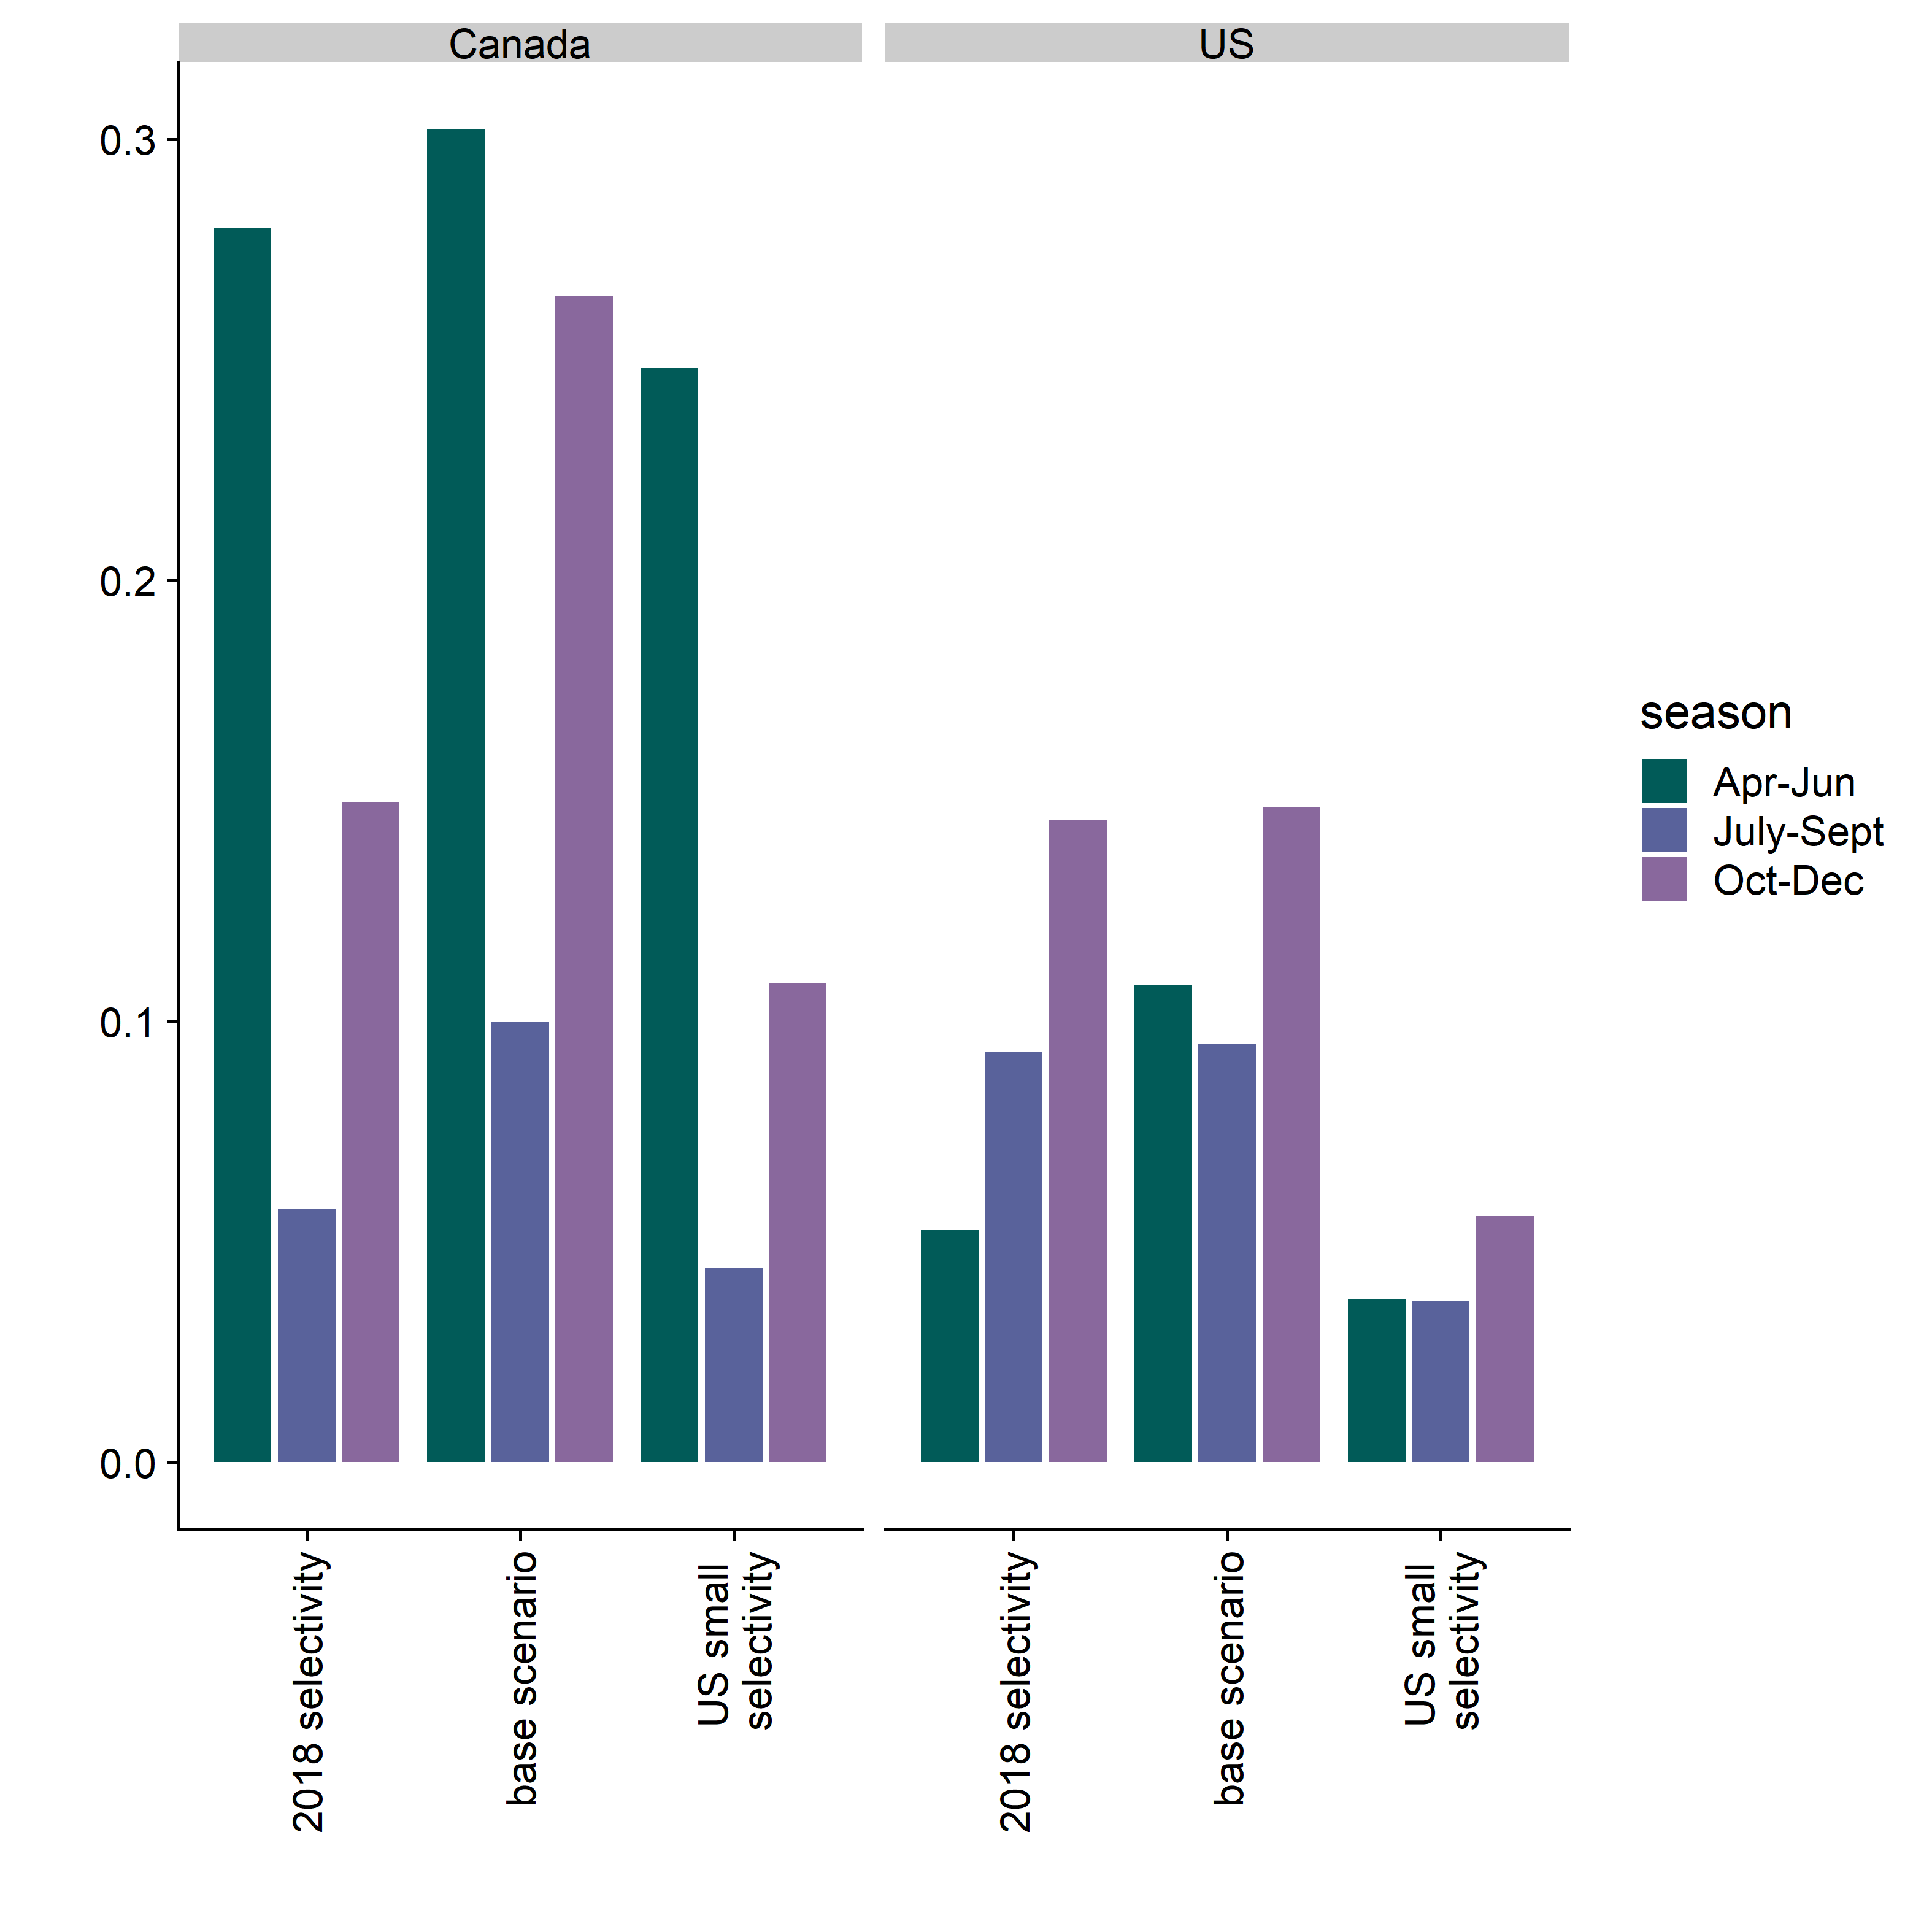 Canada
US
0.3
0.2
0.1
0.0
2018 selectivity
base scenario
US small
selectivity
2018 selectivity
base scenario
US small
selectivity
season
Apr-Jun
July-Sept
Oct-Dec